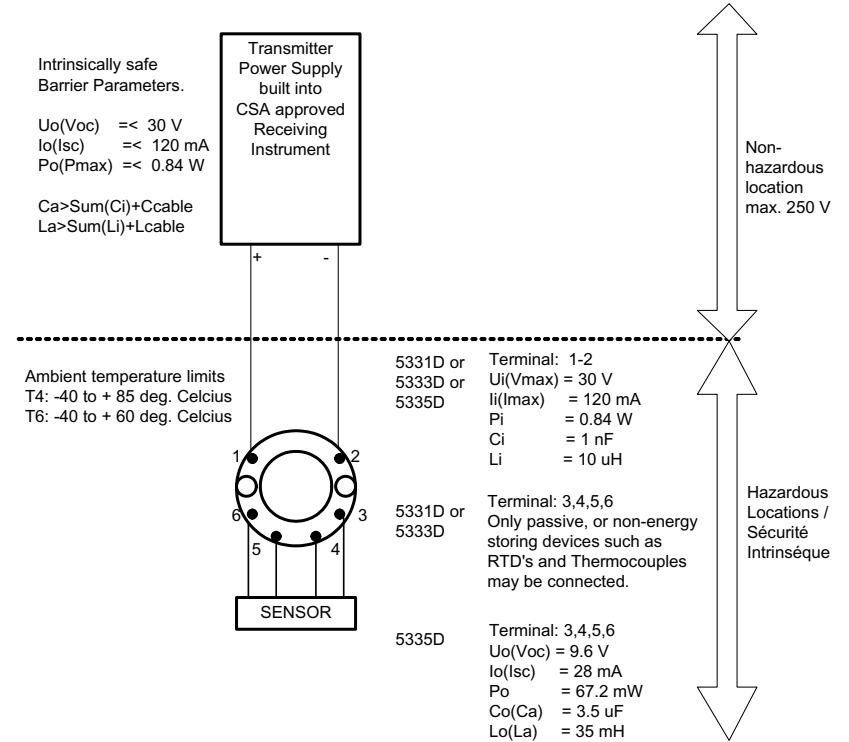 Intrinsically safe
Barrier Parameters.
Uo(Voc) =< 30 V
Io(Isc) =< 120 mA
Po(Pmax) =< 0.84 W
Ca>Sum(Ci)+Ccable
La>Sum(Li)+Lcable
Transmitter
Power Supply
built into
CSA approved
Receiving
Instrument
+ -
Non-
hazardous
location
max. 250 V
Ambient temperature limits
T4: -40 to + 85 deg. Celcius
T6: -40 to + 60 deg. Celcius
1 2
6 3
5 4
SENSOR
5331D or
5333D or
5335D
Terminal: 1-2
Ui(Vmax) = 30 V
Ii(Imax) = 120 mA
Pi = 0.84 W
Ci = 1 nF
Li = 10 uH
5331D or
5333D
Terminal: 3,4,5,6
Only passive, or non-energy
storing devices such as
RTD's and Thermocouples
may be connected.
5335D
Terminal: 3,4,5,6
Uo(Voc) = 9.6 V
Io(Isc) = 28 mA
Po = 67.2 mW
Co(Ca) = 3.5 uF
Lo(La) = 35 mH
Hazardous
Locations /
Sécurité
Intrinséque